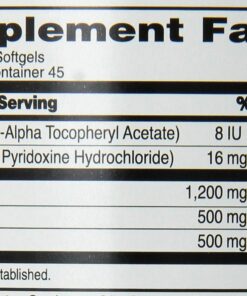 plement Fa
Softgels
ntainer 45
Serving %
-Alpha Tocopheryl Acetate) 8 IU
Pyridoxine Hydrochloride) 16 mg
1,200 mg
500 mg
500 mg
stablished.